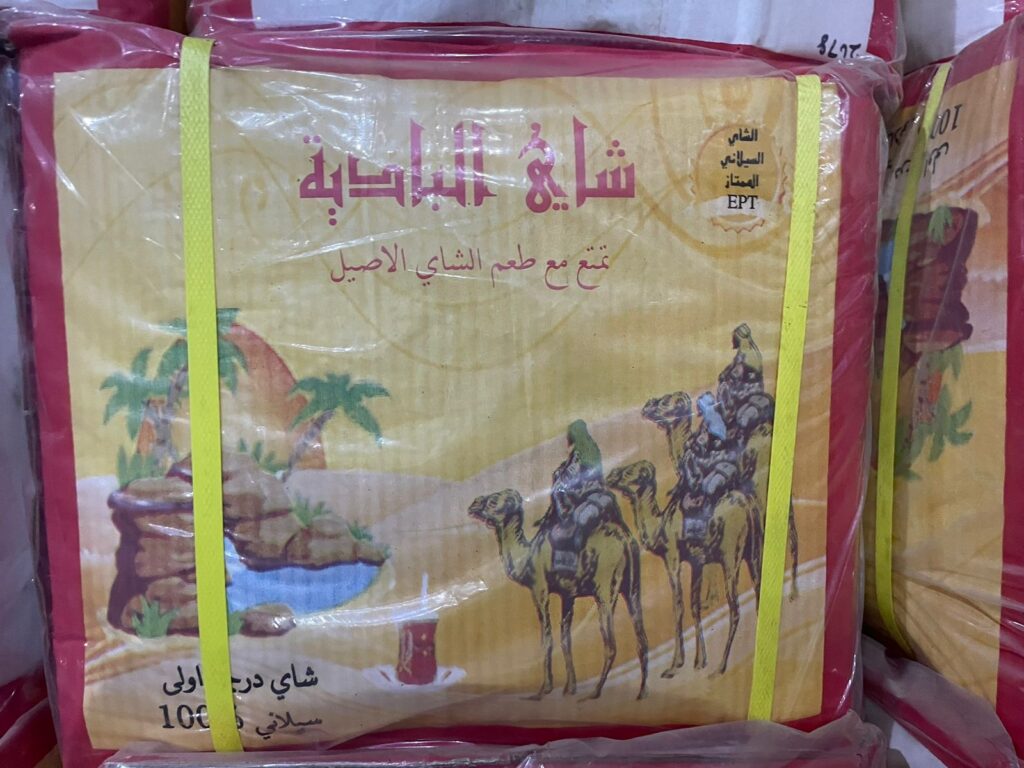 شاي البادية
تمتع مع طعم الشاي الاصيل
الشاي
السيلاني
الممتاز
EPT
شاي درجة اولى
سيلاني 100%